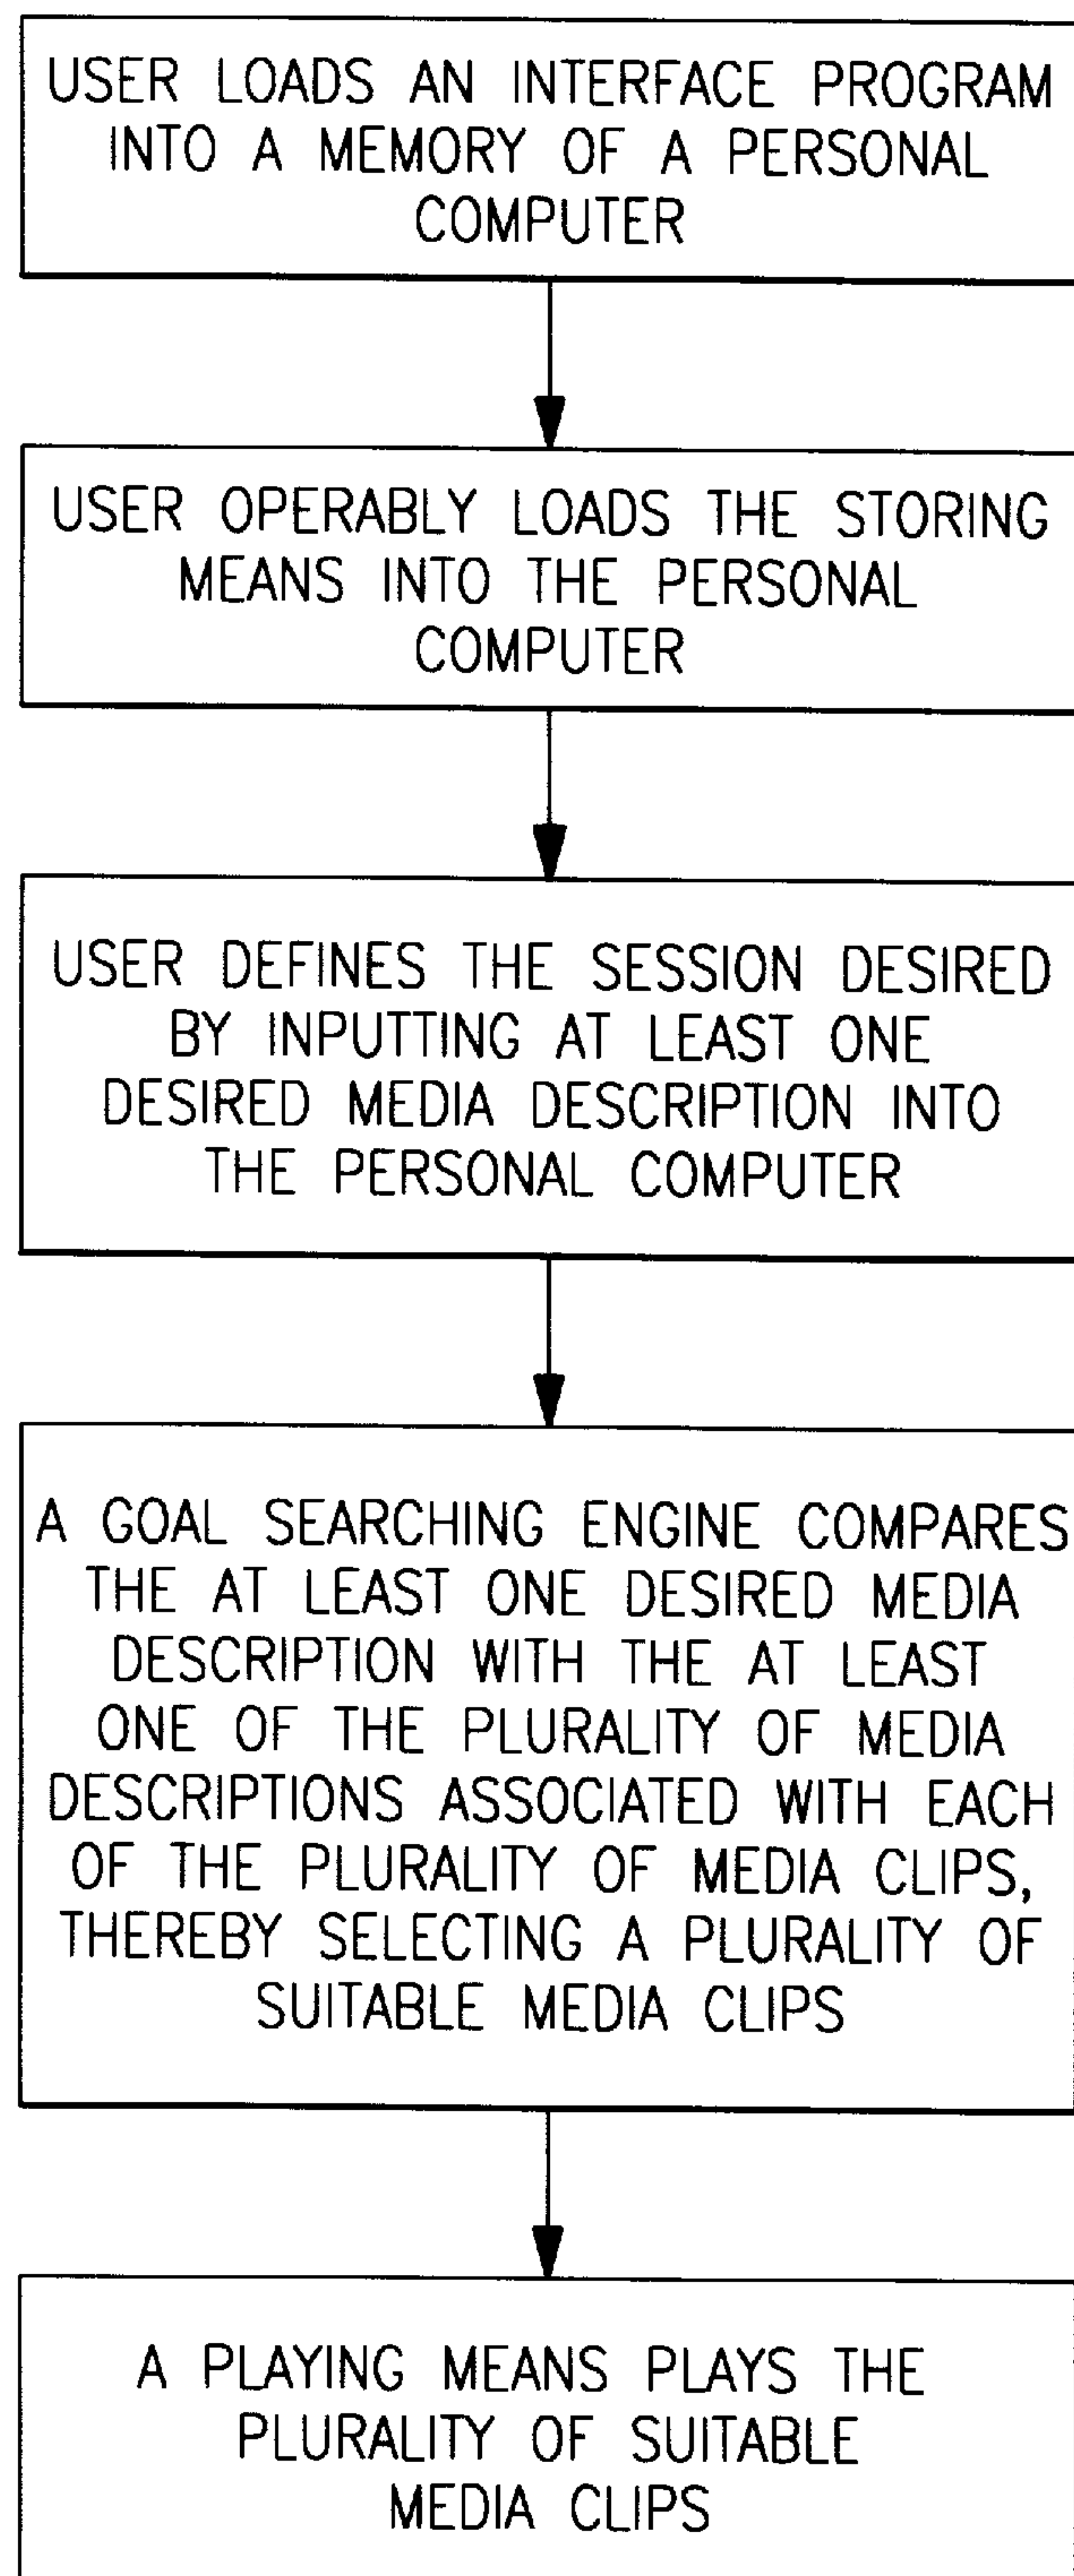 USER LOADS AN INTERFACE PROGRAM
INTO A MEMORY OF A PERSONAL
COMPUTER
USER OPERABLY LOADS THE STORING
MEANS INTO THE PERSONAL
COMPUTER
USER DEFINES THE SESSION DESIRED
BY INPUTTING AT LEAST ONE
DESIRED MEDIA DESCRIPTION INTO
THE PERSONAL COMPUTER
A GOAL SEARCHING ENGINE COMPARES
THE AT LEAST ONE DESIRED MEDIA
DESCRIPTION WITH THE AT LEAST
ONE OF THE PLURALITY OF MEDIA
DESCRIPTIONS ASSOCIATED WITH EACH
OF THE PLURALITY OF MEDIA CLIPS,
THEREBY SELECTING A PLURALITY OF
SUITABLE MEDIA CLIPS
A PLAYING MEANS PLAYS THE
PLURALITY OF SUITABLE
MEDIA CLIPS